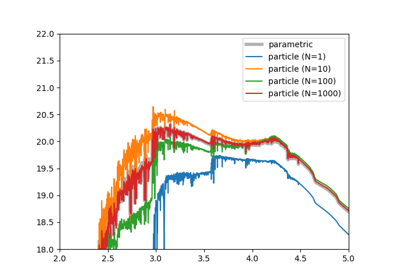 22.0
21.5
21.0
20.5
20.0
19.5
19.0
18.5
18.0
2.0 2.5 3.0 3.5 4.0 4.5 5.0
parametric
particle (N=1)
particle (N=10)
particle (N=100)
particle (N=1000)